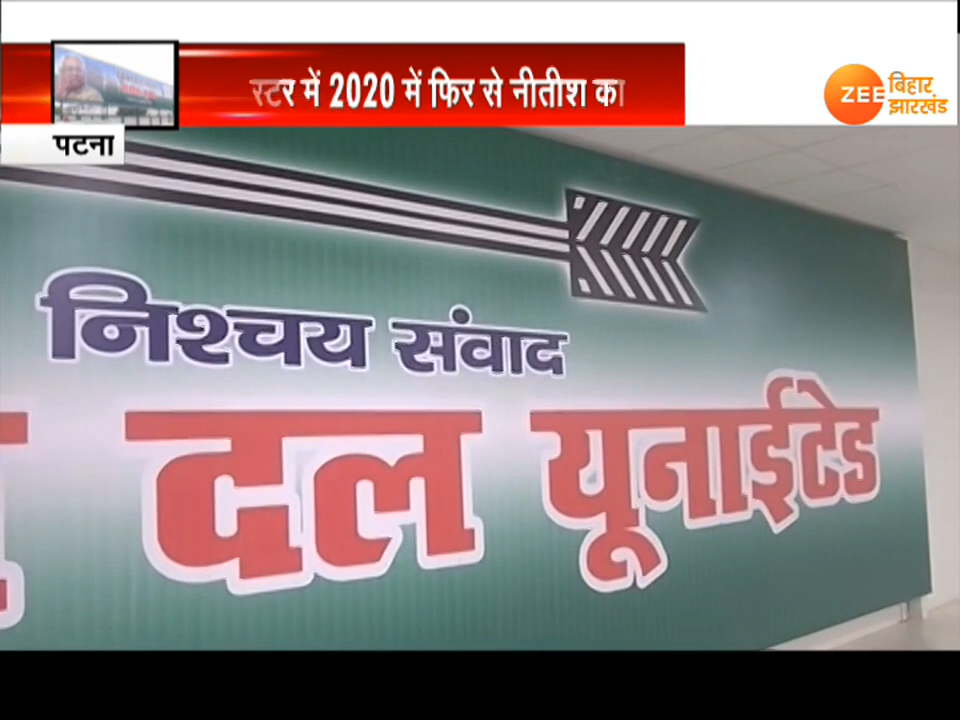 स्टर में 2020 में फिर से नीतीश का
ZEE बिहार
झारखंड
पटना
निश्चय संवाद
दल यूनाईटेड